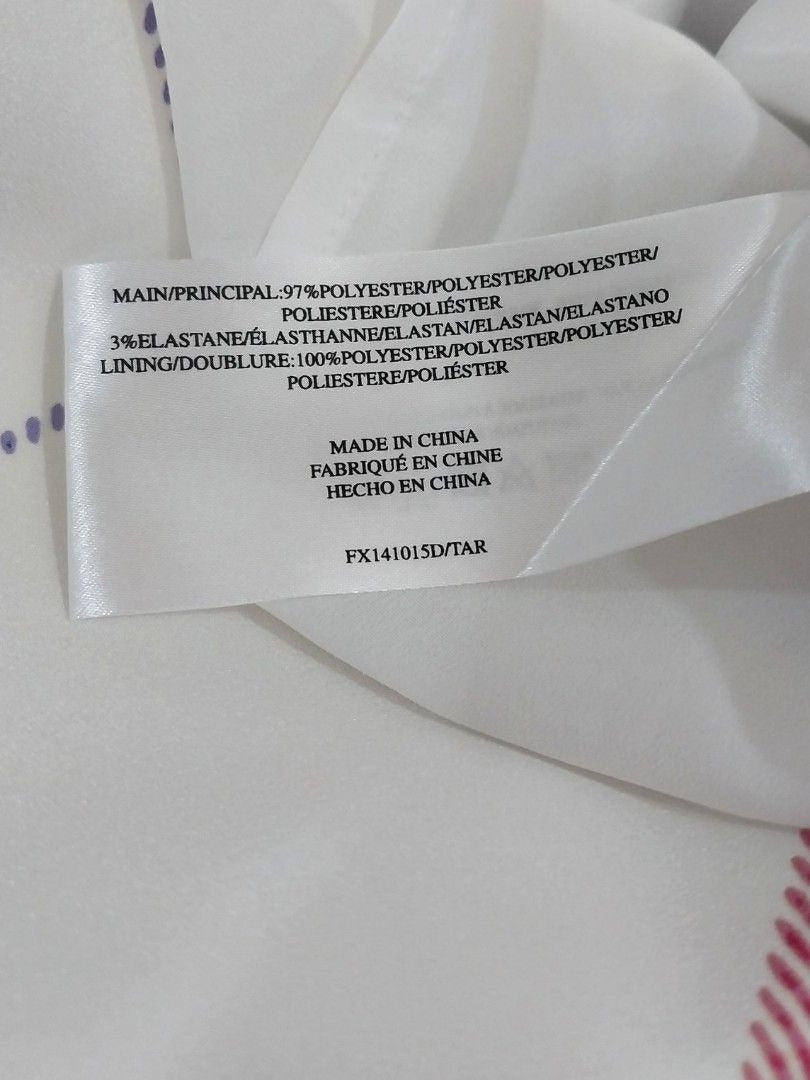 MAIN/PRINCIPAL:97%POLYESTER/POLYESTER/POLYESTER/
POLIESTERE/POLIÉSTER
3%ELASTANE/ÉLASTHANNE/ELASTAN/ELASTAN/ELASTANO
LINING/DOUBLURE:100%POLYESTER/POLYESTER/POLYESTER/
POLIESTERE/POLIÉSTER
MADE IN CHINA
FABRIQUÉ EN CHINE
HECHO EN CHINA
FX141015D/TAR